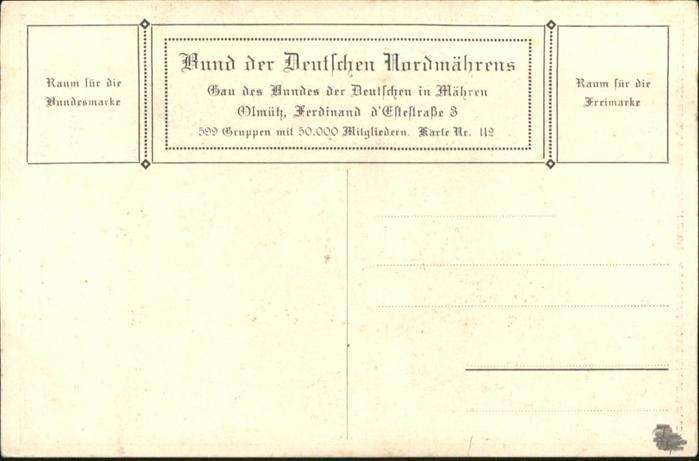 Raum für die
Bundesmarke
Bund der Deutschen Nordmährens
Gau des Bundes der Deutschen in Mähren
Olmütz, Ferdinand d'Estestraße 3
599 Gruppen mit 50.000 Mitgliedern. Karte Nr. 112
Raum für die
Freimarke